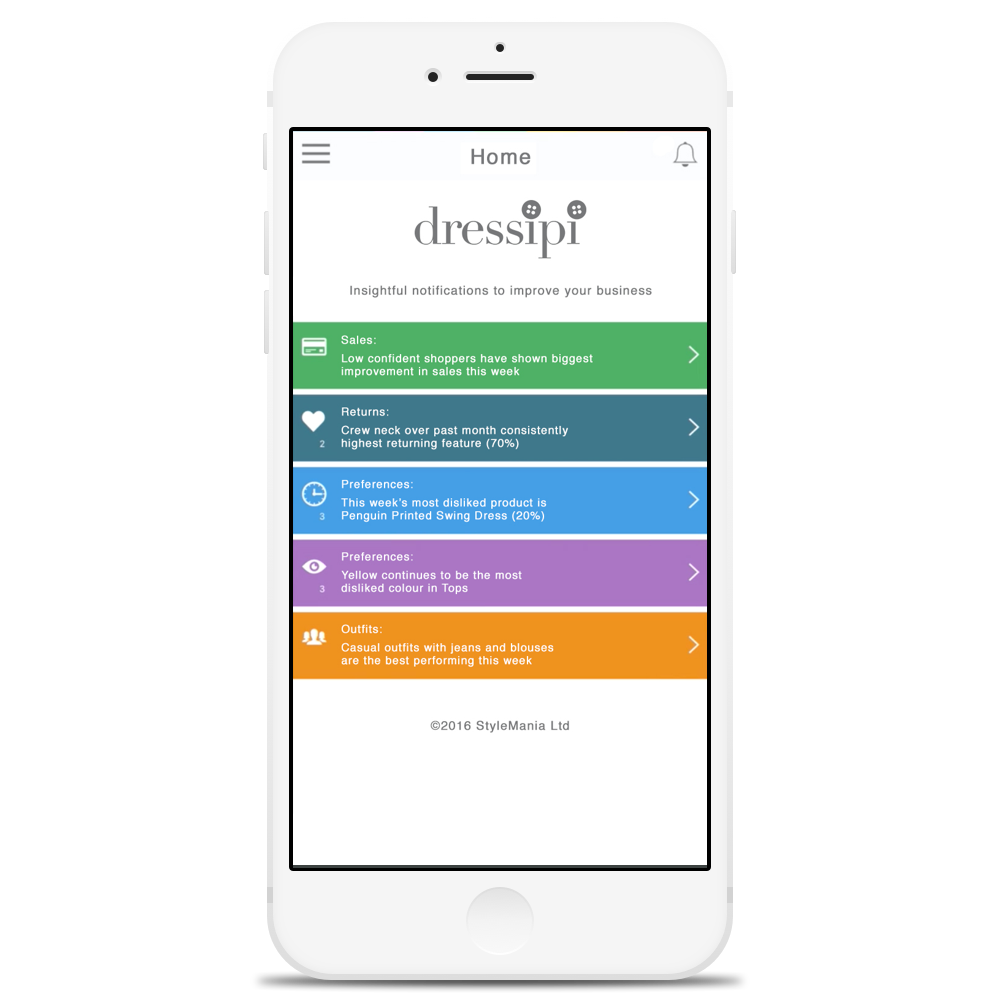 Home
dressipi
Insightful notifications to improve your business
Sales:
Low confident shoppers have shown biggest
improvement in sales this week
Returns:
Crew neck over past month consistently
2
highest returning feature (70%)
Preferences:
This week's most disliked product is
3
Penguin Printed Swing Dress (20%)
Preferences:
Yellow continues to be the most
3
disliked colour in Tops
Outfits:
Casual outfits with jeans and blouses
are the best performing this week
©2016 StyleMania Ltd